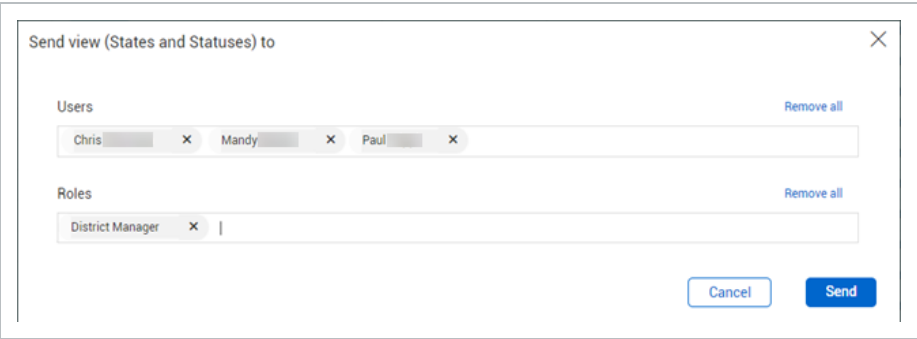 Send view (States and Statuses) to
Users Remove all
Chris Mandy Paul
Roles Remove all
District Manager
Cancel Send